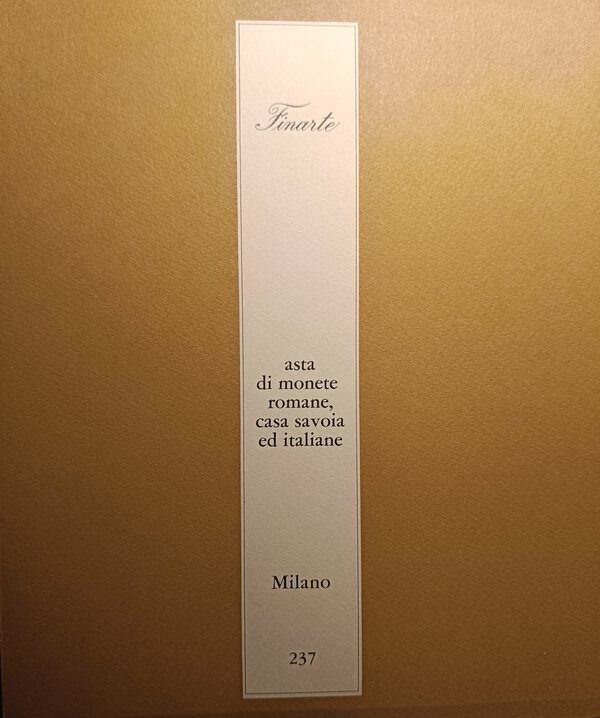 Finarte
asta
di monete
romane,
casa savoia
ed italiane
Milano
237